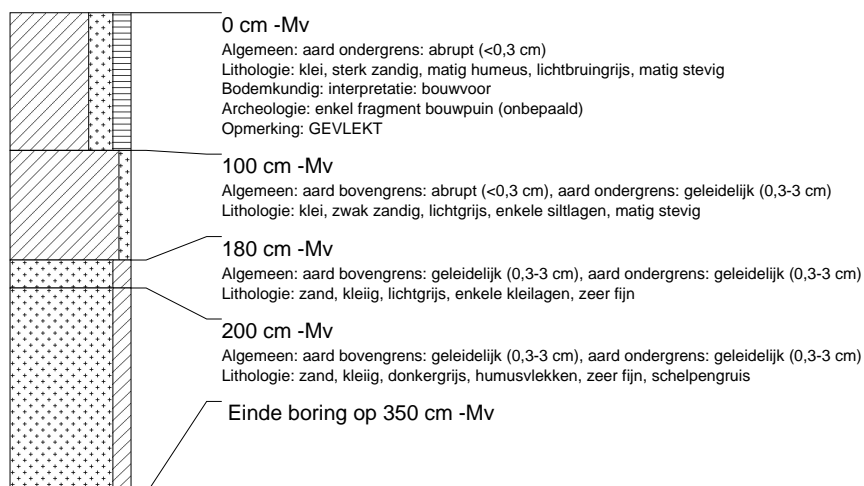 0 cm -Mv
Algemeen: aard ondergrens: abrupt (<0,3 cm)
Lithologie: klei, sterk zandig, matig humeus, lichtbruingrijs, matig stevig
Bodemkundig: interpretatie: bouwvoor
Archeologie: enkel fragment bouwpuin (onbepaald)
Opmerking: GEVLEKT
100 cm -Mv
Algemeen: aard bovengrens: abrupt (<0,3 cm), aard ondergrens: geleidelijk (0,3-3 cm)
Lithologie: klei, zwak zandig, lichtgrijs, enkele siltlagen, matig stevig
180 cm -Mv
Algemeen: aard bovengrens: geleidelijk (0,3-3 cm), aard ondergrens: geleidelijk (0,3-3 cm)
Lithologie: zand, kleiig, lichtgrijs, enkele kleilagen, zeer fijn
200 cm -Mv
Algemeen: aard bovengrens: geleidelijk (0,3-3 cm), aard ondergrens: geleidelijk (0,3-3 cm)
Lithologie: zand, kleiig, donkergrijs, humusvlekken, zeer fijn, schelpengruis
Einde boring op 350 cm -Mv